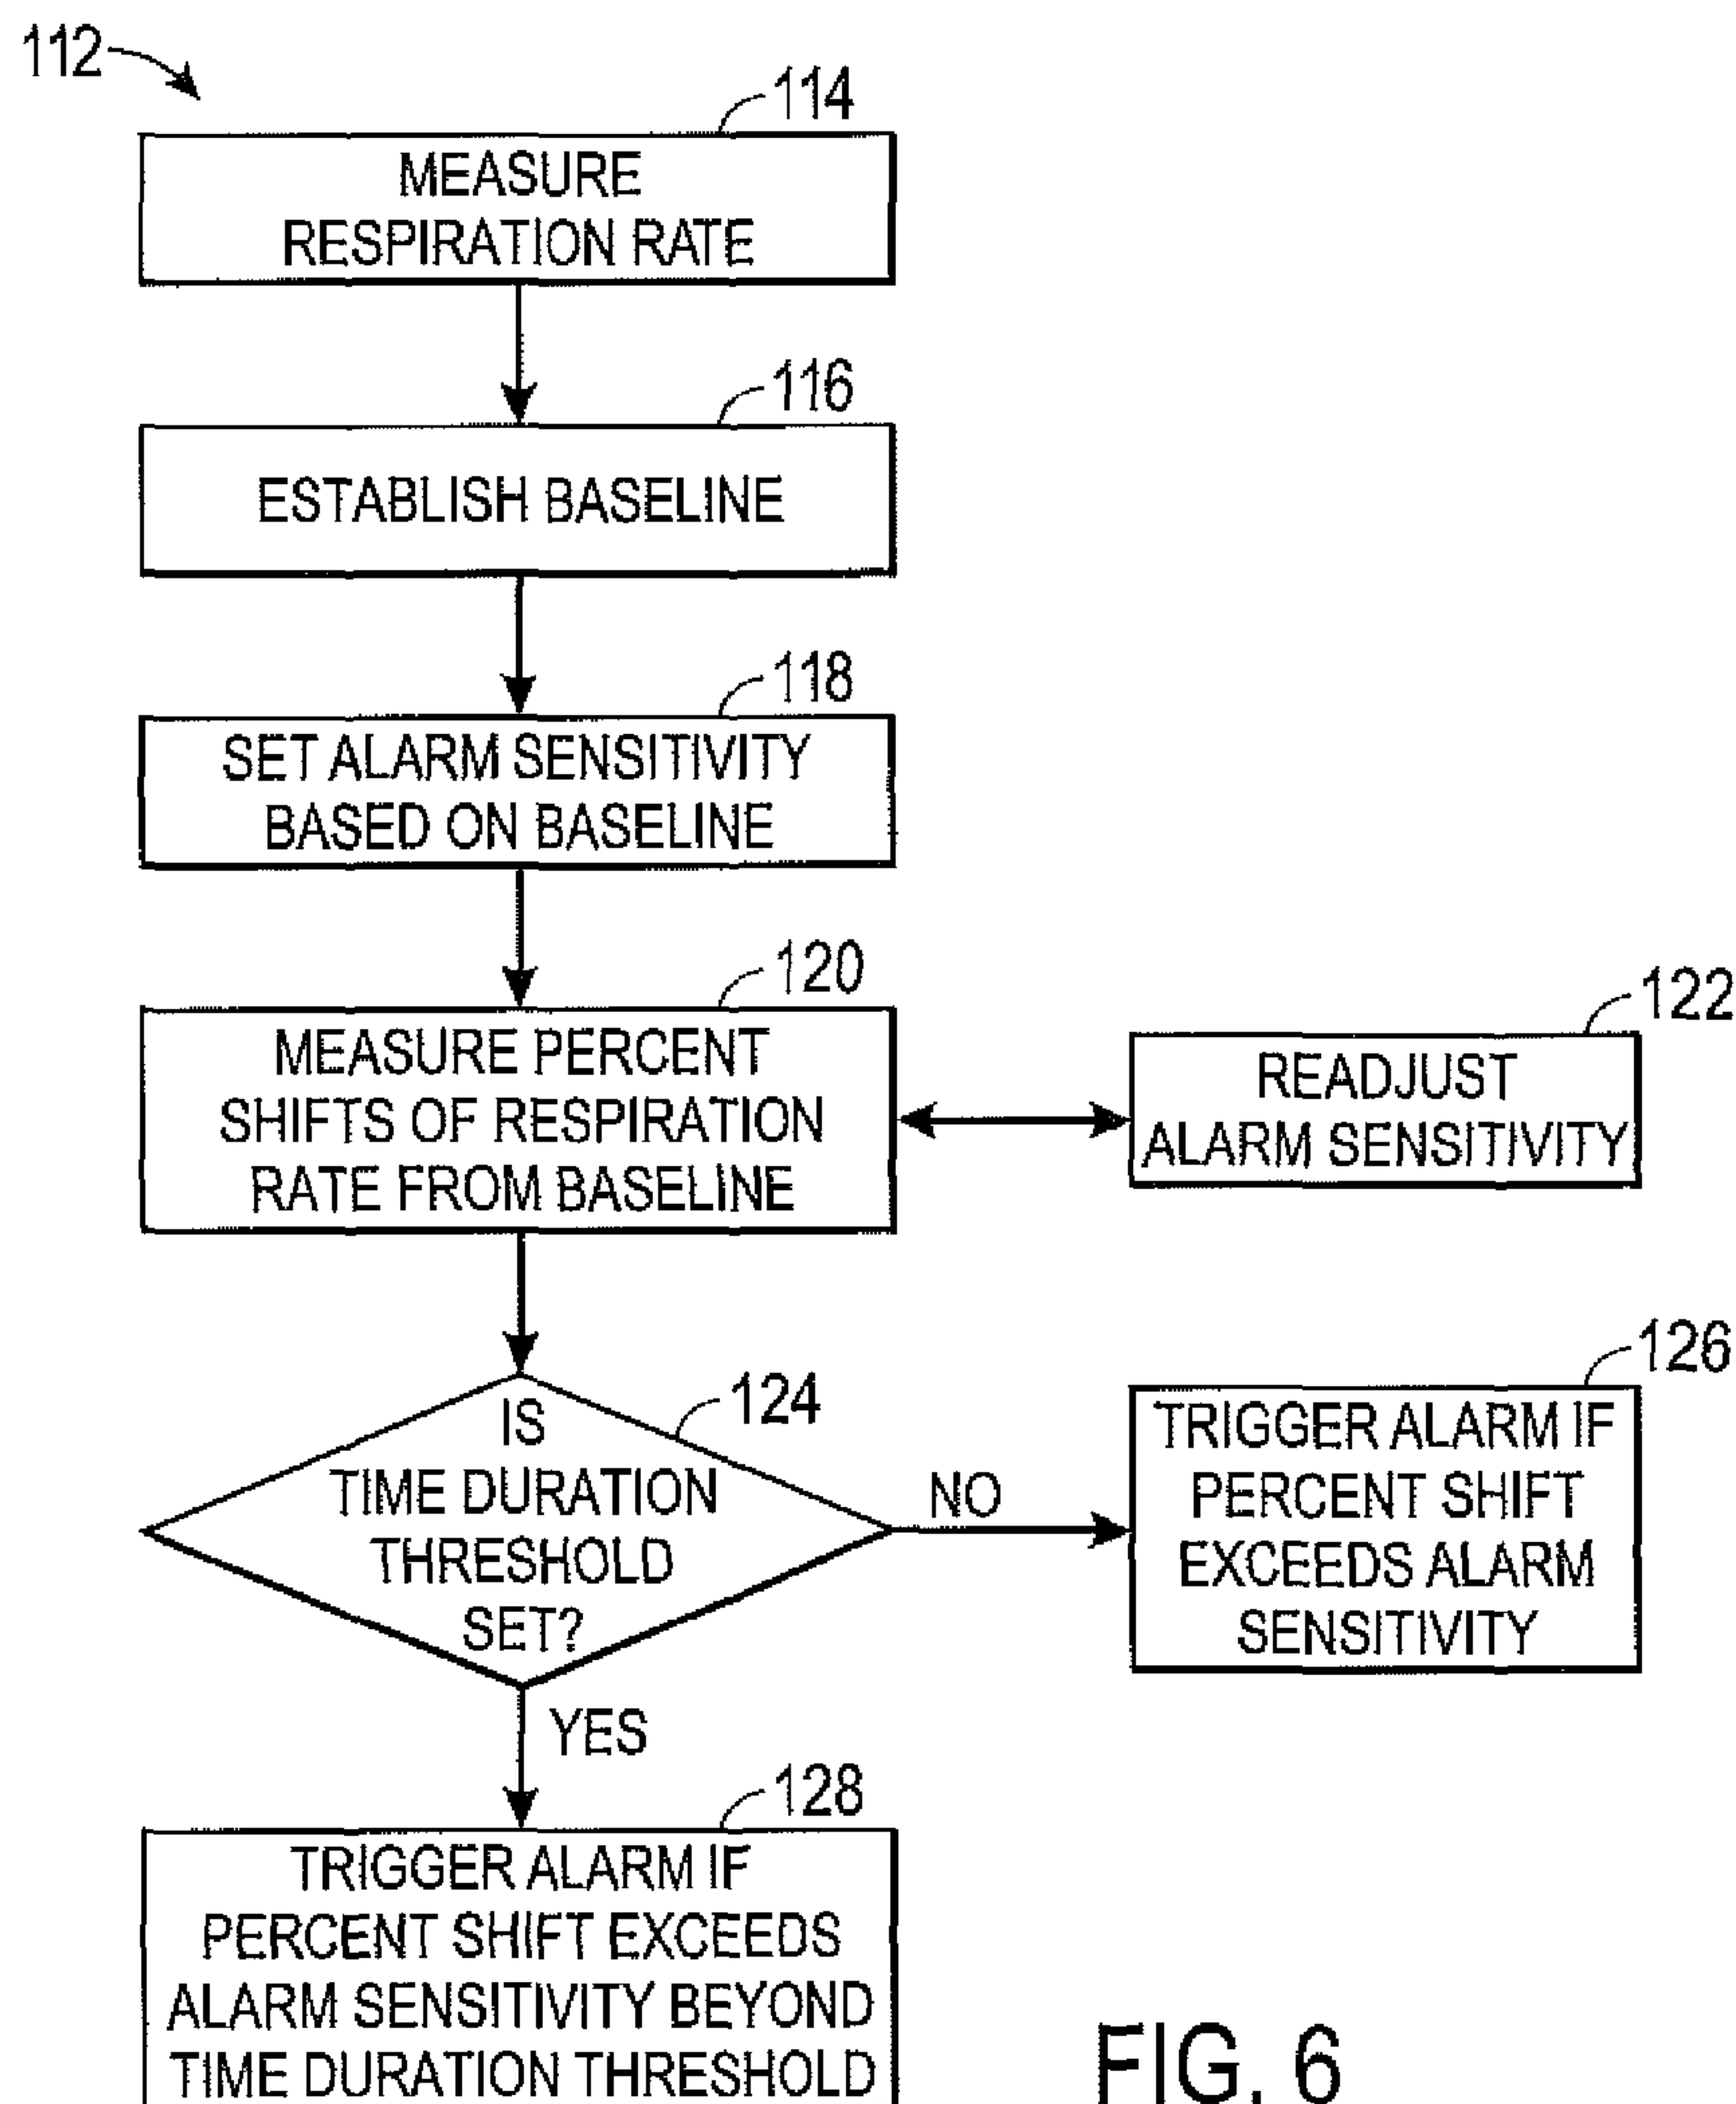 112
114
MEASURE
RESPIRATION RATE
116
ESTABLISH BASELINE
118
SET ALARM SENSITIVITY
BASED ON BASELINE
120
MEASURE PERCENT
SHIFTS OF RESPIRATION
RATE FROM BASELINE
122
READJUST
ALARM SENSITIVITY
124
IS
TIME DURATION
THRESHOLD
SET?
NO
126
TRIGGER ALARM IF
PERCENT SHIFT
EXCEEDS ALARM
SENSITIVITY
YES
128
TRIGGER ALARM IF
PERCENT SHIFT EXCEEDS
ALARM SENSITIVITY BEYOND
TIME DURATION THRESHOLD
FIG. 6